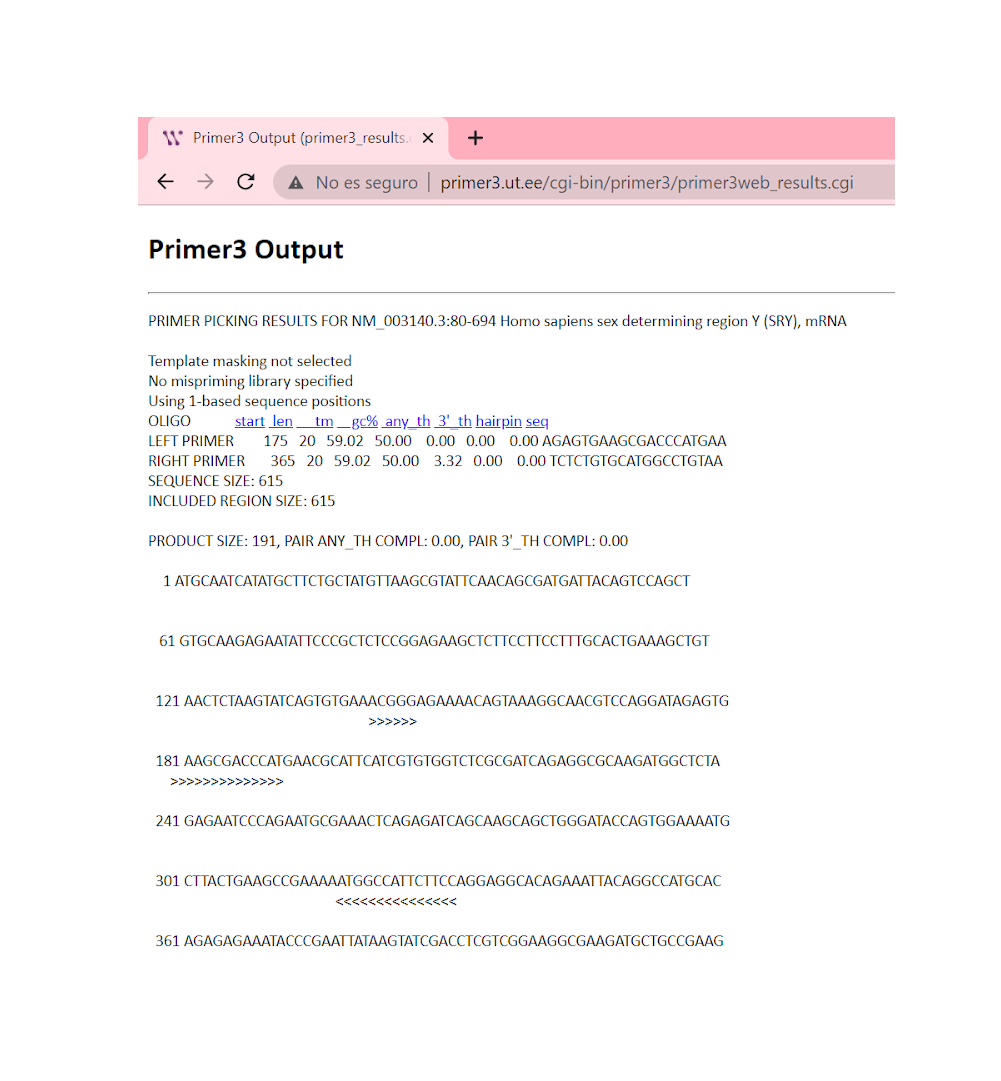 Primer3 Output (primer3_results.
No es seguro | primer3.ut.ee/cgi-bin/primer3/primer3web_results.cgi
Primer3 Output
PRIMER PICKING RESULTS FOR NM_003140.3:80-694 Homo sapiens sex determining region Y (SRY), mRNA
Template masking not selected
No mispriming library specified
Using 1-based sequence positions
OLIGO start len tm gc% any_th 3'_th hairpin seq
LEFT PRIMER 175 20 59.02 50.00 0.00 0.00 0.00 AGAGTGAAGCGACCCATGAA
RIGHT PRIMER 365 20 59.02 50.00 3.32 0.00 0.00 TCTCTGTGCATGGCCTGTAA
SEQUENCE SIZE: 615
INCLUDED REGION SIZE: 615
PRODUCT SIZE: 191, PAIR ANY_TH COMPL: 0.00, PAIR 3'_TH COMPL: 0.00
1 ATGCAATCATATGCTTCTGCTATGTTAAGCGTATTCAACAGCGATGATTACAGTCCAGCT
61 GTGCAAGAGAATATTCCCGCTCTCCGGAGAAGCTCTTCCTTCCTTTGCACTGAAAGCTGT
121 AACTCTAAGTATCAGTGTGAAACGGGAGAAAACAGTAAAGGCAACGTCCAGGATAGAGTG
>>>>>>
181 AAGCGACCCATGAACGCATTCATCGTGTGGTCTCGCGATCAGAGGCGCAAGATGGCTCTA
>>>>>>>>>>>>>>
241 GAGAATCCCAGAATGCGAAACTCAGAGATCAGCAAGCAGCTGGGATACCAGTGGAAAATG
301 CTTACTGAAGCCGAAAAATGGCCATTCTTCCAGGAGGCACAGAAATTACAGGCCATGCAC
<<<<<<<<<<<<<<<
361 AGAGAGAAATACCCGAATTATAAGTATCGACCTCGTCGGAAGGCGAAGATGCTGCCGAAG